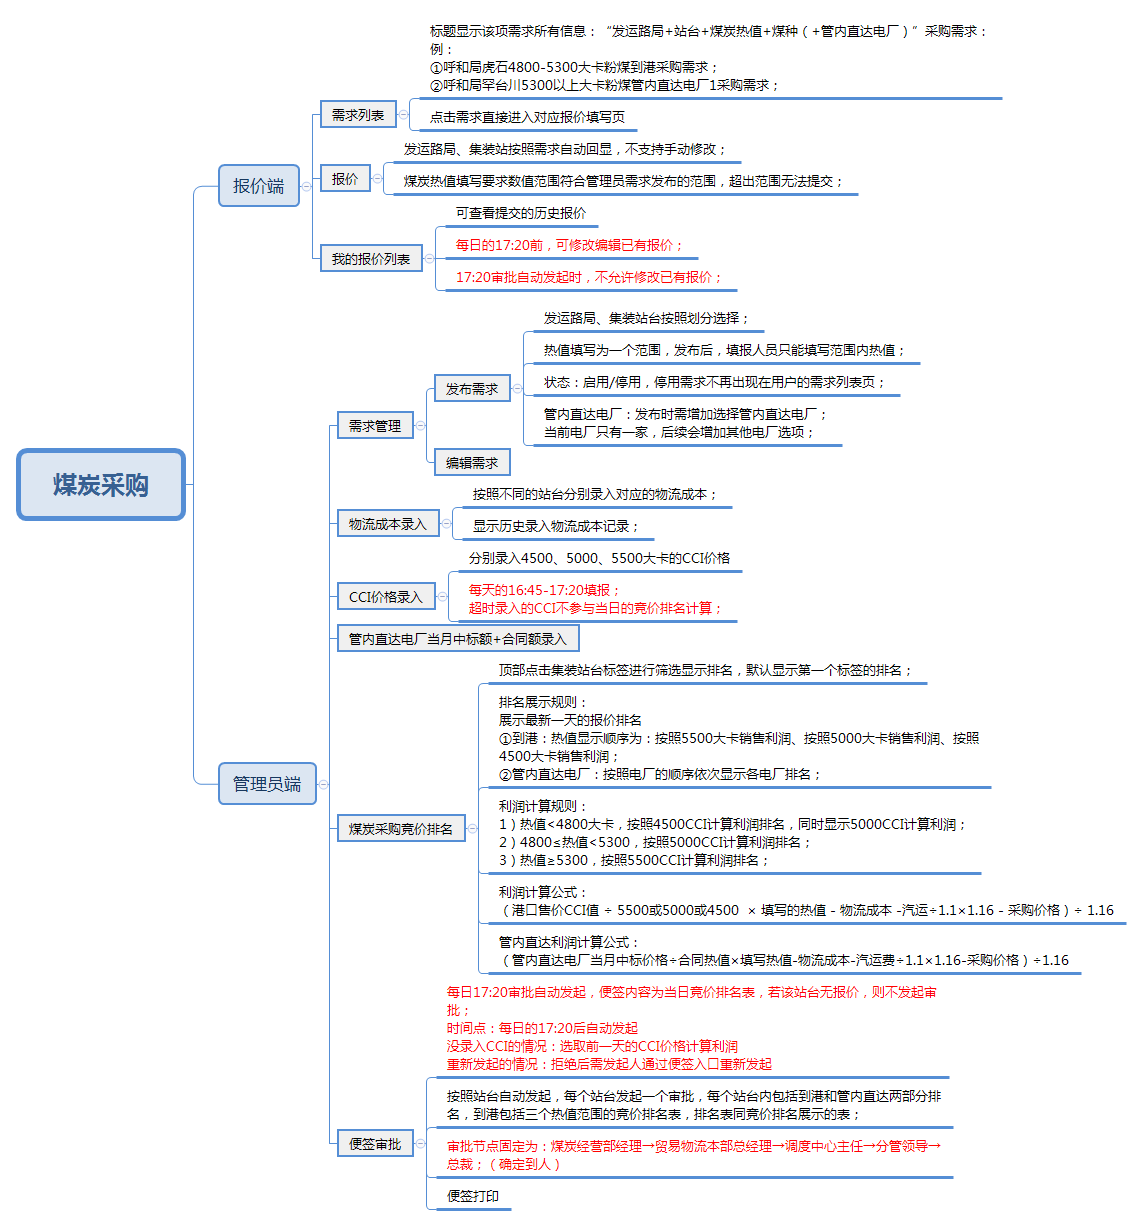 煤炭采购
报价端
需求列表
标题显示该项需求所有信息：“发运路局+站台+煤炭热值+煤种（+管内直达电厂）”采购需求：
例：
①呼和局虎石4800-5300大卡粉煤到港采购需求；
②呼和局罕台川5300以上大卡粉煤管内直达电厂1采购需求；
点击需求直接进入对应报价填写页
报价
发运路局、集装站按照需求自动回显，不支持手动修改；
煤炭热值填写要求数值范围符合管理员需求发布的范围，超出范围无法提交；
我的报价列表
可查看提交的历史报价
每日的17:20前，可修改编辑已有报价；
17:20审批自动发起时，不允许修改已有报价；
管理员端
需求管理
发布需求
发运路局、集装站台按照划分选择；
热值填写为一个范围，发布后，填报人员只能填写范围内热值；
状态：启用/停用，停用需求不再出现在用户的需求列表页；
管内直达电厂：发布时需增加选择管内直达电厂；
当前电厂只有一家，后续会增加其他电厂选项；
编辑需求
物流成本录入
按照不同的站台分别录入对应的物流成本；
显示历史录入物流成本记录；
CCI价格录入
分别录入4500、5000、5500大卡的CCI价格
每天的16:45-17:20填报；
超时录入的CCI不参与当日的竞价排名计算；
管内直达电厂当月中标额+合同额录入
煤炭采购竞价排名
顶部点击集装站台标签进行筛选显示排名，默认显示第一个标签的排名；
排名展示规则：
展示最新一天的报价排名
①到港：热值显示顺序为：按照5500大卡销售利润、按照5000大卡销售利润、按照
4500大卡销售利润；
②管内直达电厂：按照电厂的顺序依次显示各电厂排名；
利润计算规则：
1）热值<4800大卡，按照4500CCI计算利润排名，同时显示5000CCI计算利润；
2）4800≤热值<5300，按照5000CCI计算利润排名；
3）热值≥5300，按照5500CCI计算利润排名；
利润计算公式：
（港口售价CCI值 ÷ 5500或5000或4500 × 填写的热值 - 物流成本 -汽运÷1.1×1.16 - 采购价格）÷ 1.16
管内直达利润计算公式：
（管内直达电厂当月中标价格÷合同热值×填写热值-物流成本-汽运费÷1.1×1.16-采购价格）÷1.16
便签审批
每日17:20审批自动发起，便签内容为当日竞价排名表，若该站台无报价，则不发起审
批；
时间点：每日的17:20后自动发起
没录入CCI的情况：选取前一天的CCI价格计算利润
重新发起的情况：拒绝后需发起人通过便签入口重新发起
按照站台自动发起，每个站台发起一个审批，每个站台内包括到港和管内直达两部分排
名，到港包括三个热值范围的竞价排名表，排名表同竞价排名展示的表；
审批节点固定为：煤炭经营部经理→贸易物流本部总经理→调度中心主任→分管领导→
总裁；（确定到人）
便签打印